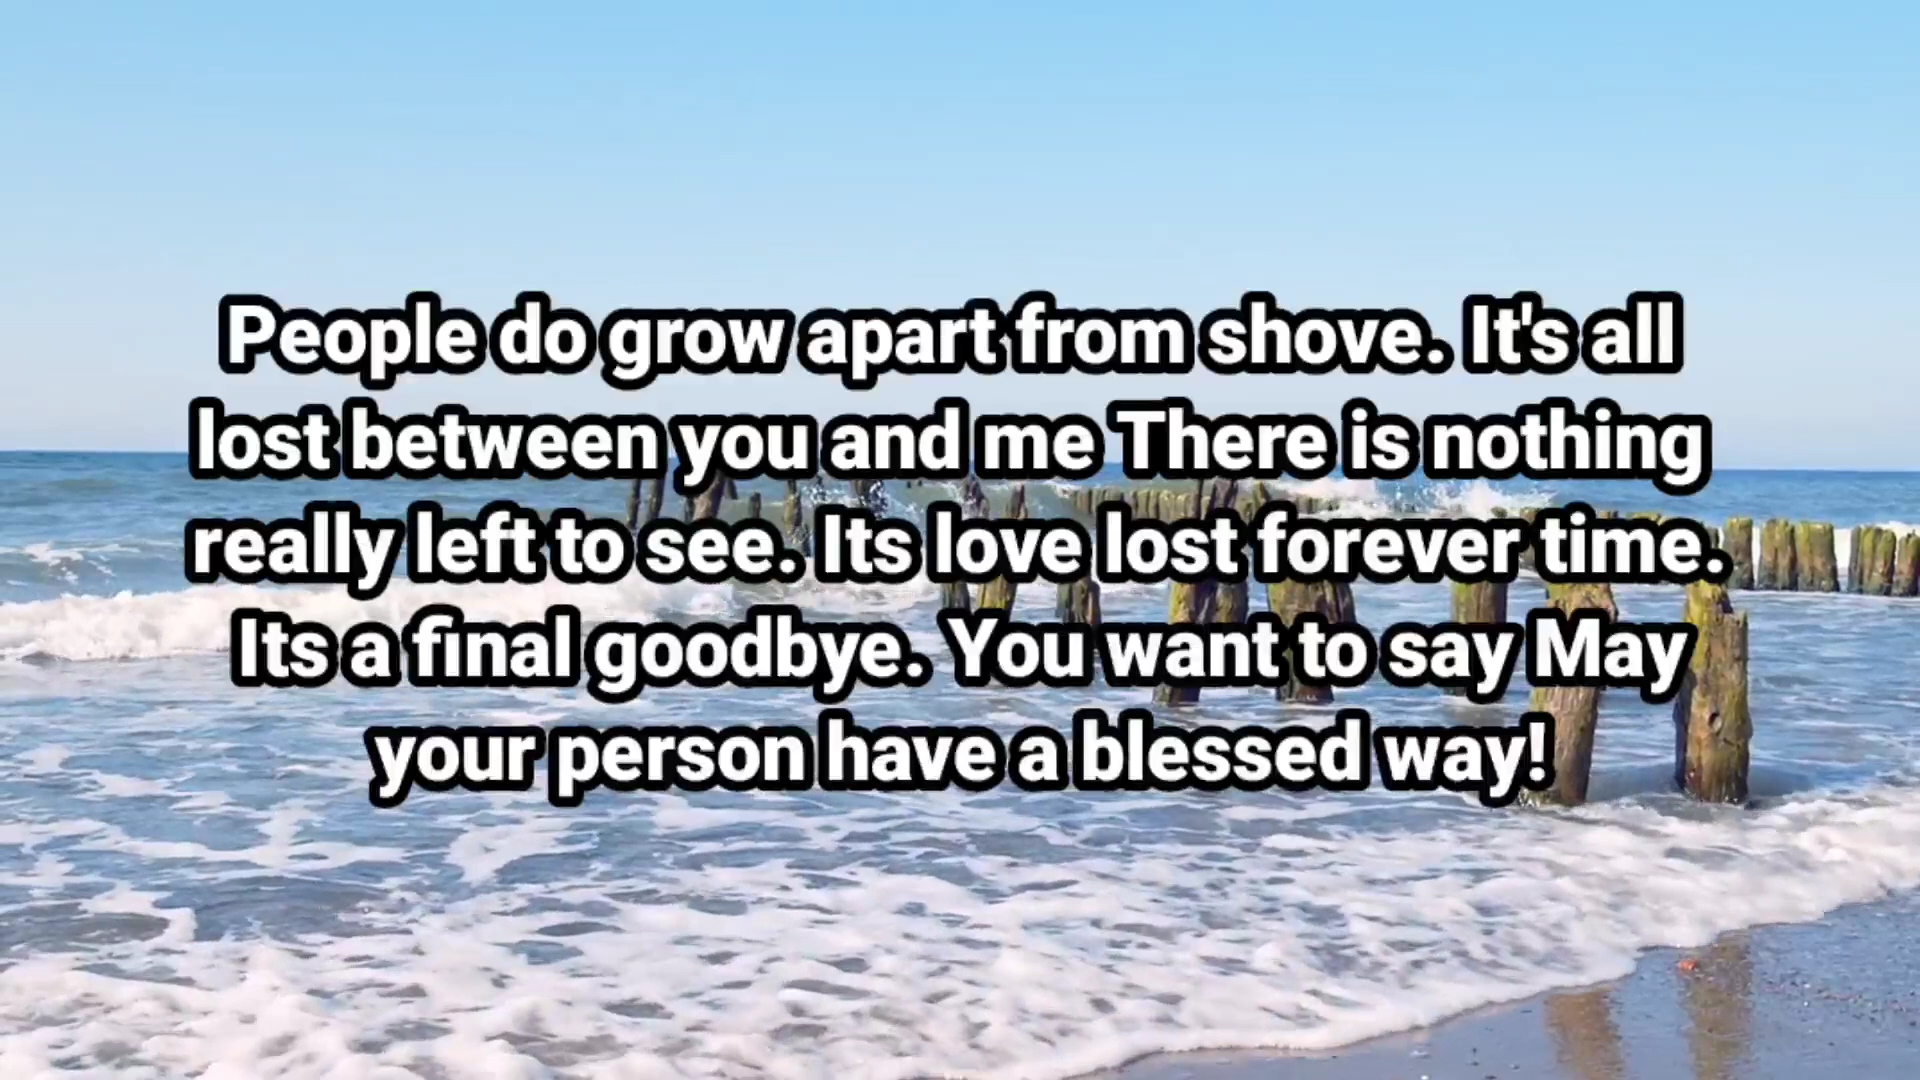 People do grow apart from shove. It's all
lost between you and me There is nothing
really left to see. Its love lost forever time.
Its a final goodbye. You want to say May
your person have a blessed way!